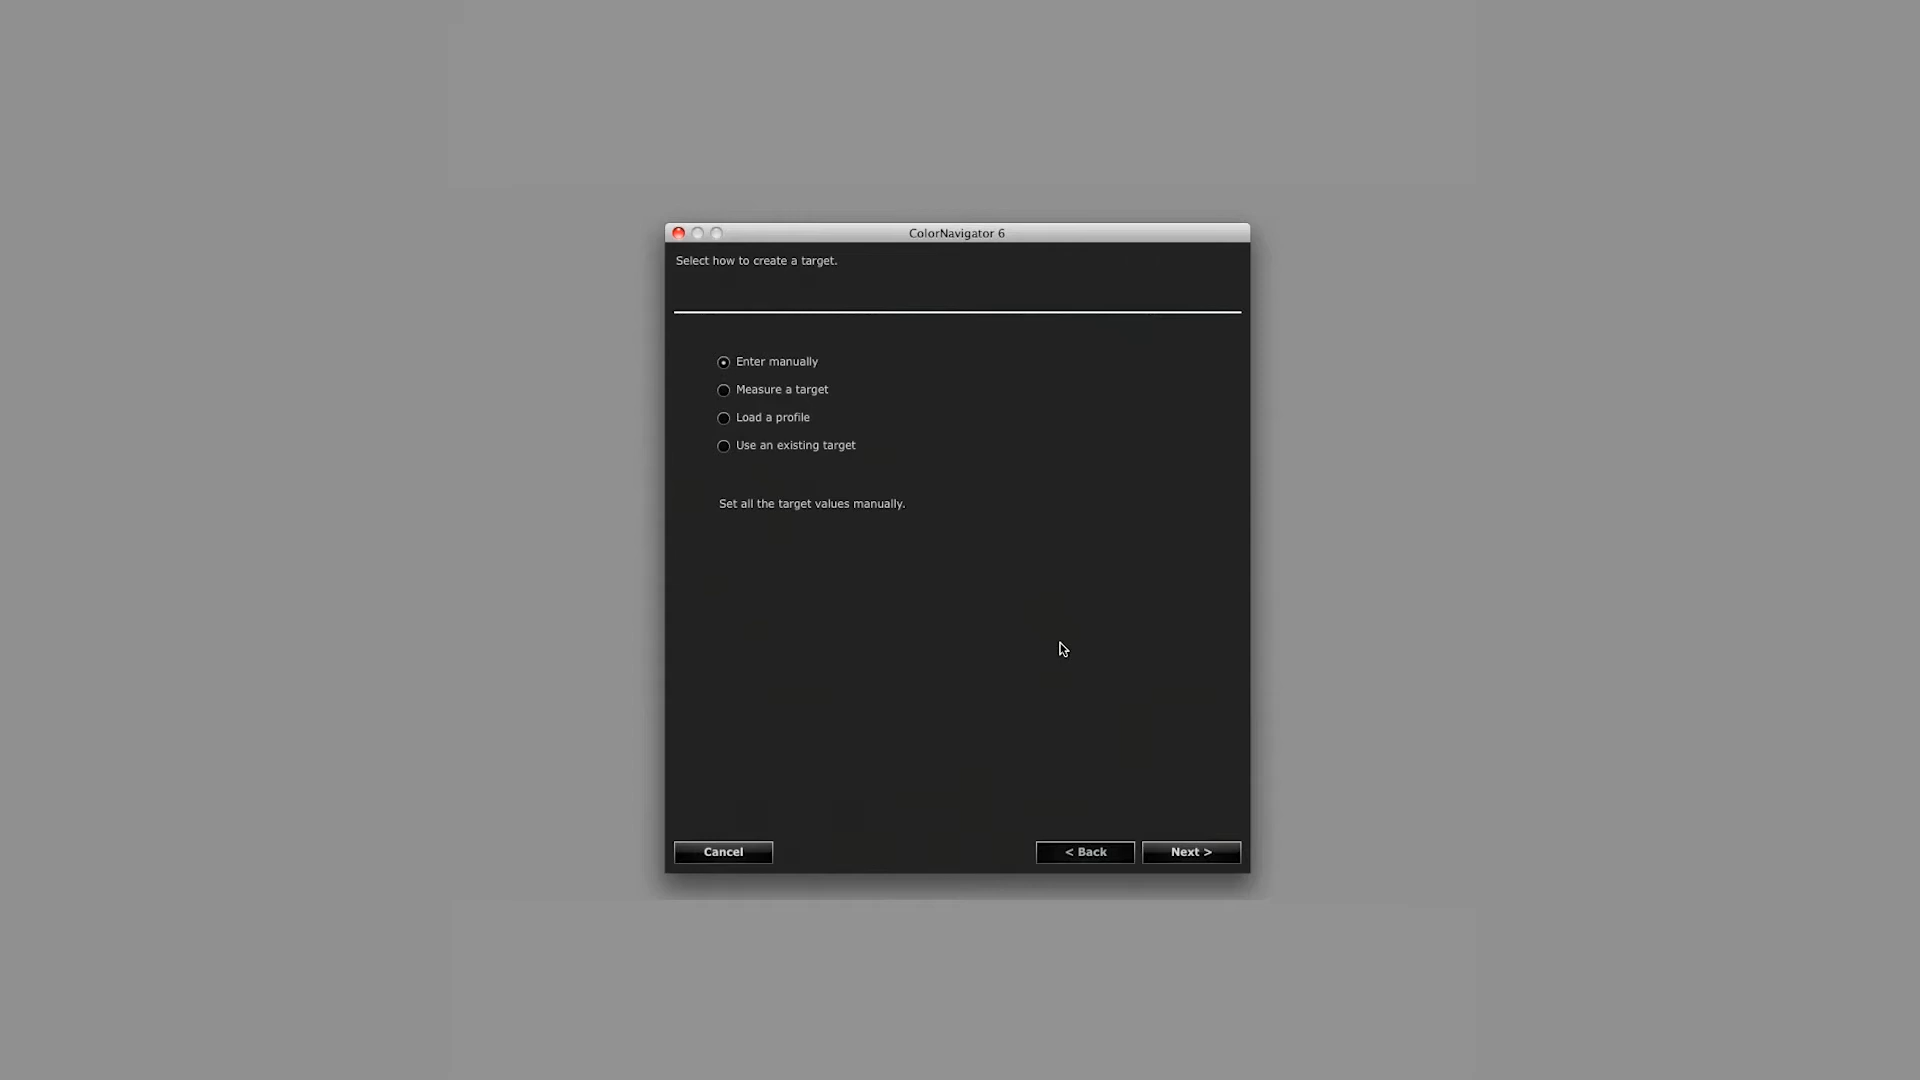 ColorNavigator 6
Select how to create a target.
Enter manually
Measure a target
Load a profile
Use an existing target
Set all the target values manually.
Cancel
< Back
Next >